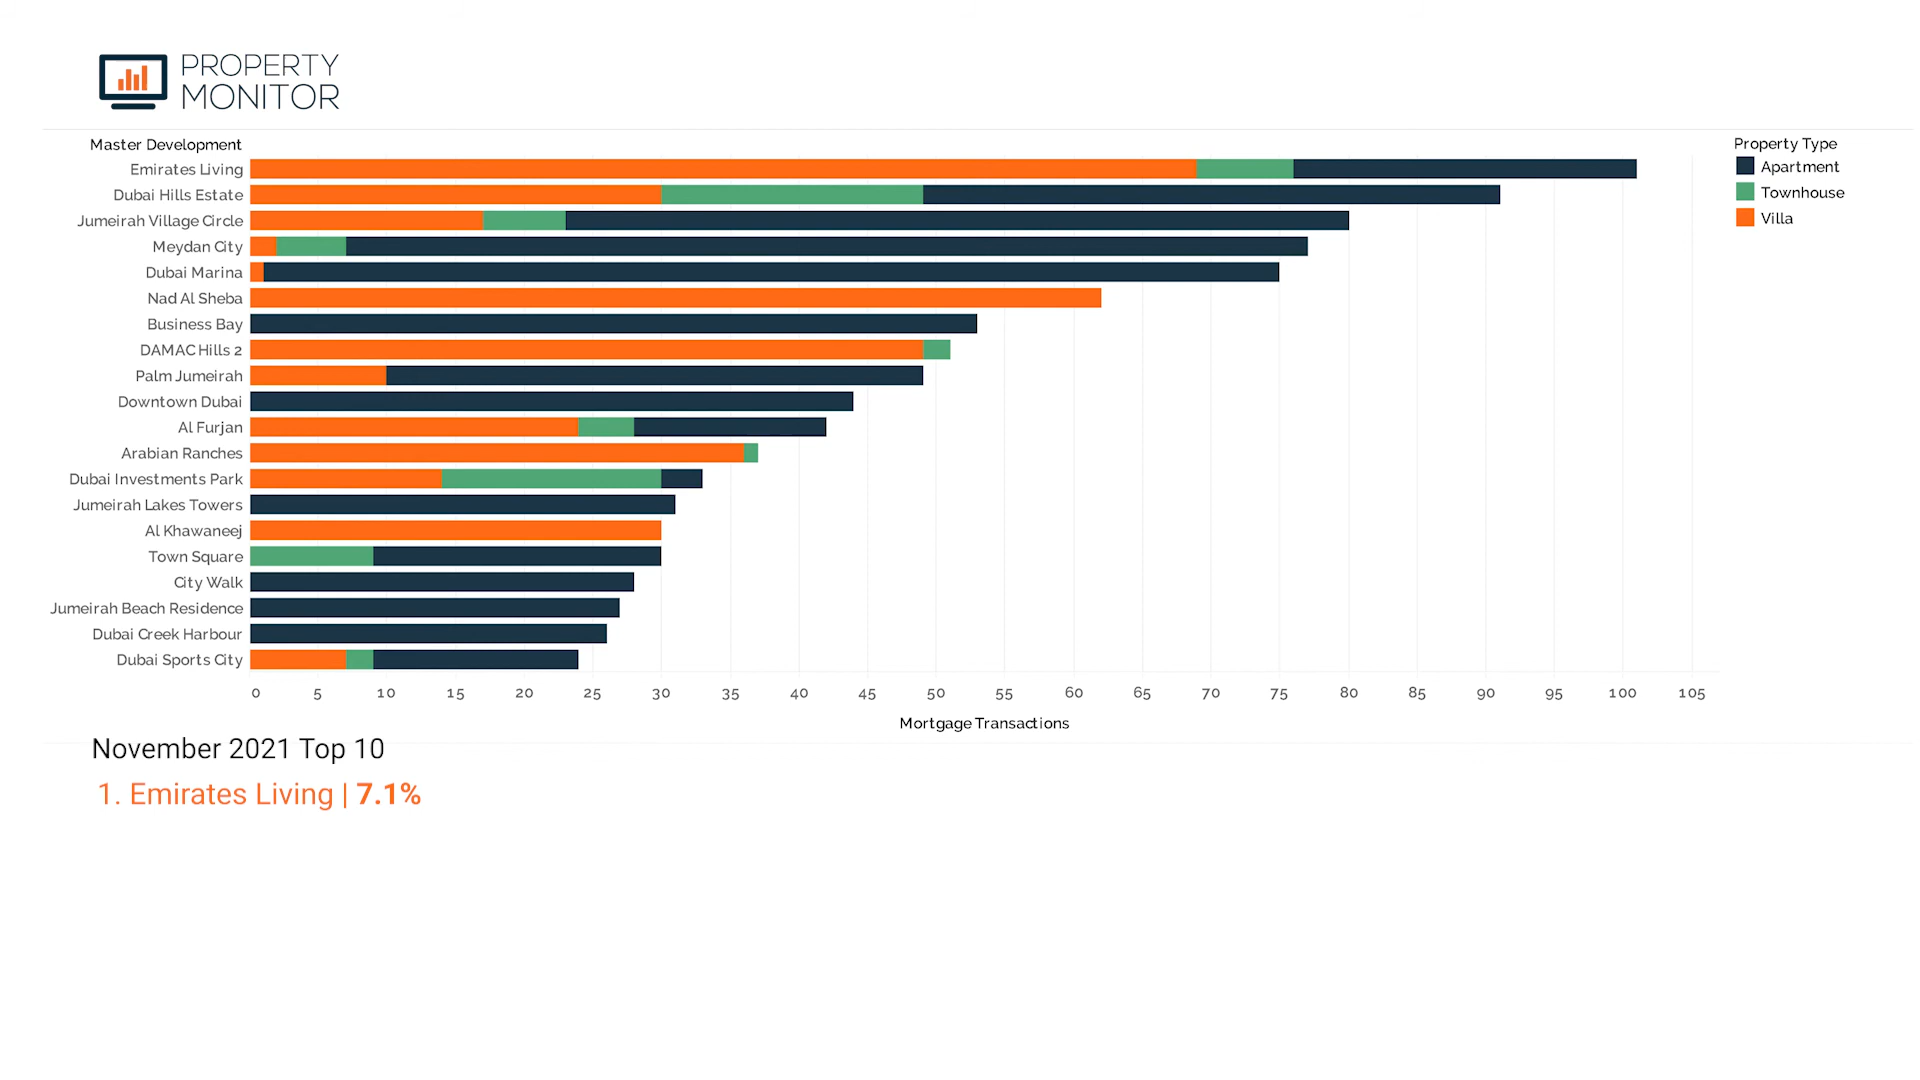 PROPERTY
MONITOR
Master Development
Property Type
Emirates Living
Apartment
Dubai Hills Estate
Townhouse
Jumeirah Village Circle
Villa
Meydan City
Dubai Marina
Nad Al Sheba
Business Bay
DAMAC Hills 2
Palm Jumeirah
Downtown Dubai
Al Furjan
Arabian Ranches
Dubai Investments Park
Jumeirah Lakes Towers
Al Khawaneej
Town Square
City Walk
Jumeirah Beach Residence
Dubai Creek Harbour
Dubai Sports City
0 5 10 15 20 25 30 35 40 45 50 55 60 65 70 75 80 85 90 95 100 105
Mortgage Transactions
November 2021 Top 10
1. Emirates Living | 7.1%